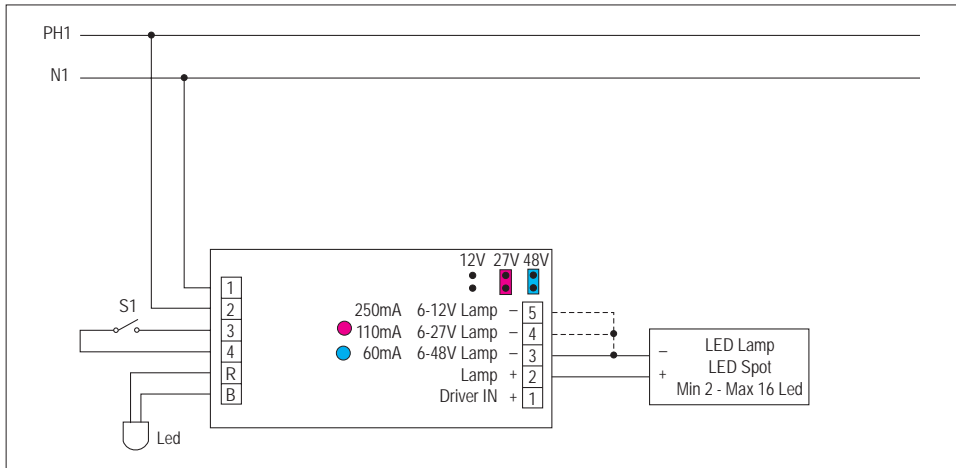 PH1
N1
12V 27V 48V
1
2
3
4
R
B
S1
Led
250mA 6-12V Lamp – 5
110mA 6-27V Lamp – 4
60mA 6-48V Lamp – 3
Lamp + 2
Driver IN + 1
– LED Lamp
LED Spot
+ Min 2 - Max 16 Led